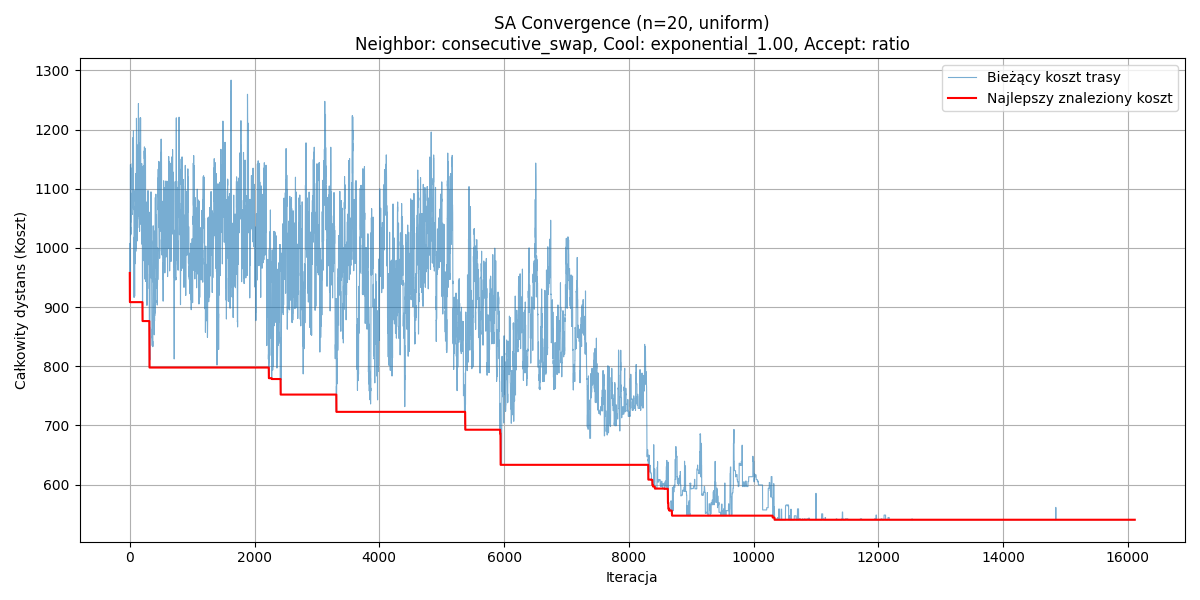 SA Convergence (n=20, uniform)
Neighbor: consecutive_swap, Cool: exponential_1.00, Accept: ratio
Bieżący koszt trasy
Najlepszy znaleziony koszt
Całkowity dystans (Koszt)
1300
1200
1100
1000
900
800
700
600
0 2000 4000 6000 8000 10000 12000 14000 16000
Iteracja